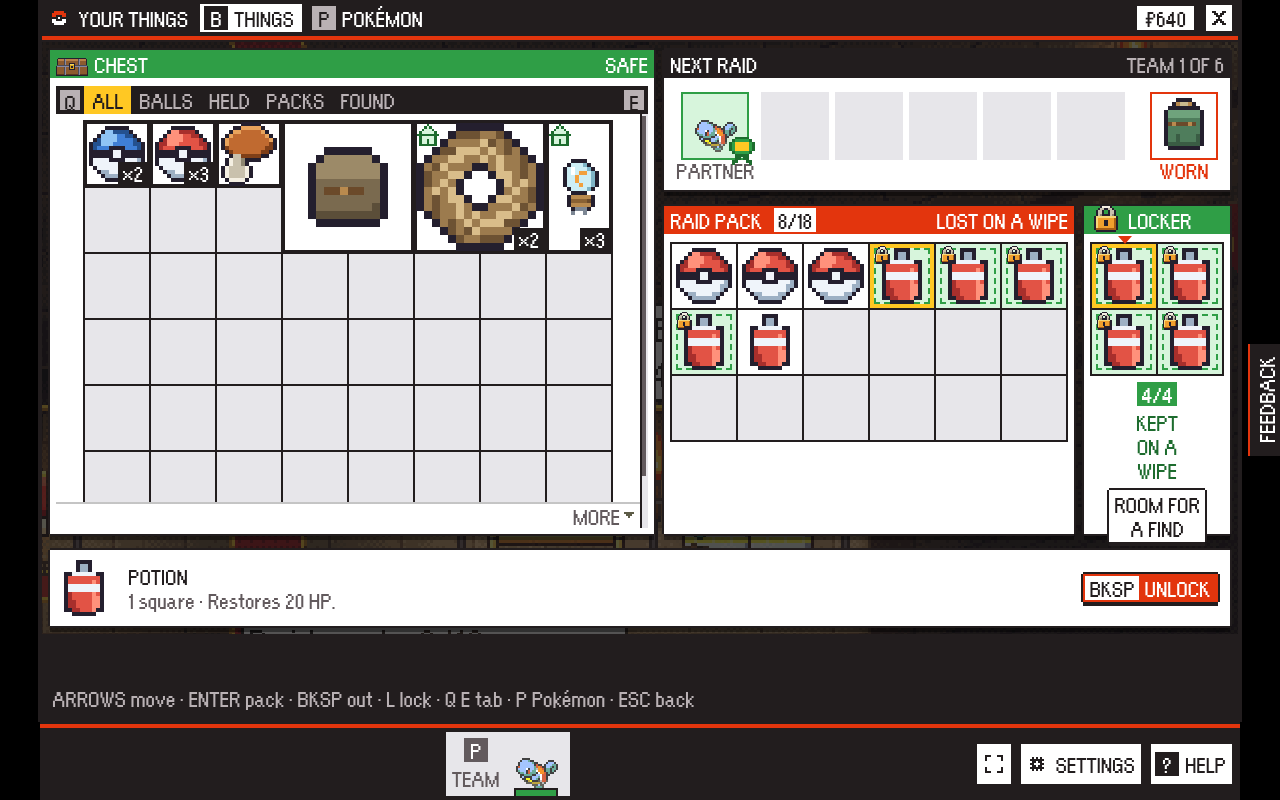 YOUR THINGS B THINGS P POKÉMON ₽640 X
CHEST SAFE
Q ALL BALLS HELD PACKS FOUND E
×2 ×3
×2 ×3
MORE
NEXT RAID TEAM 1 OF 6
PARTNER WORN
RAID PACK 8/18 LOST ON A WIPE
LOCKER
4/4
KEPT
ON A
WIPE
ROOM FOR
A FIND
FEEDBACK
POTION
1 square · Restores 20 HP.
BKSP UNLOCK
ARROWS move · ENTER pack · BKSP out · L lock · Q E tab · P Pokémon · ESC back
P
TEAM
SETTINGS ? HELP